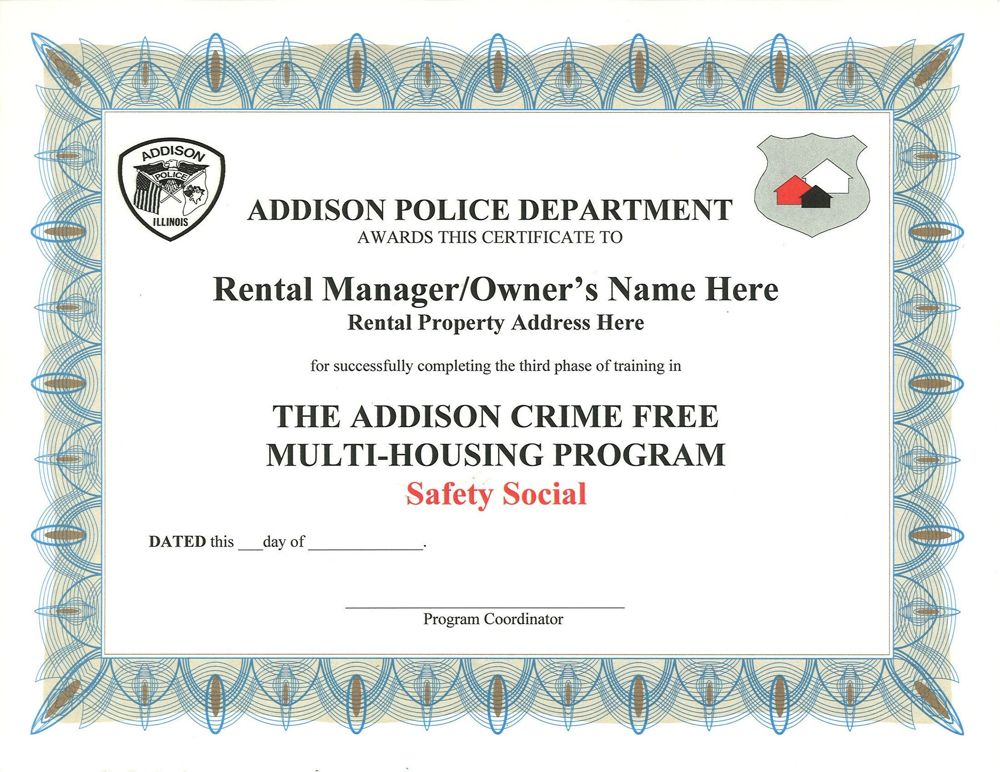 ADDISON
POLICE
ILLINOIS
ADDISON POLICE DEPARTMENT
AWARDS THIS CERTIFICATE TO
Rental Manager/Owner’s Name Here
Rental Property Address Here
for successfully completing the third phase of training in
THE ADDISON CRIME FREE
MULTI-HOUSING PROGRAM
Safety Social
DATED this ___day of ______________.
Program Coordinator